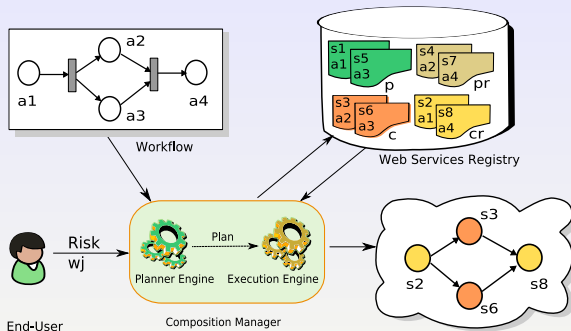 a2
a1
a3
a4
Workflow
s1
a1
s5
a3
p
s4
a2
s7
a4
pr
s3
a2
s6
a3
c
s2
a1
s8
a4
cr
Web Services Registry
Risk
wj
End-User
Planner Engine
Plan
Execution Engine
Composition Manager
s3
s2
s8
s6